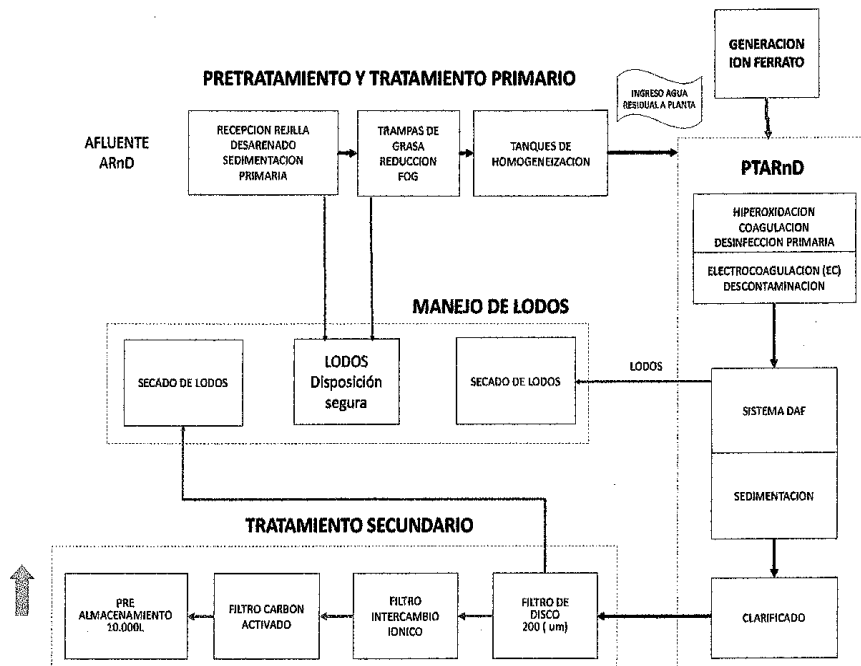 GENERACION
ION FERRATO
PRETRATAMIENTO Y TRATAMIENTO PRIMARIO
INGRESO AGUA
RESIDUAL A PLANTA
AFLUENTE
ARnD
RECEPCION REJILLA
DESARENADO
SEDIMENTACION
PRIMARIA
TRAMPAS DE
GRASA
REDUCCION
FOG
TANQUES DE
HOMOGENEIZACION
PTARnD
HIPEROXIDACION
COAGULACION
DESINFECCION PRIMARIA
ELECTROCOAGULACION (EC)
DESCONTAMINACION
MANEJO DE LODOS
SECADO DE LODOS
LODOS
Disposición
segura
SECADO DE LODOS
LODOS
SISTEMA DAF
SEDIMENTACION
TRATAMIENTO SECUNDARIO
PRE
ALMACENAMIENTO
20.000L
FILTRO CARBON
ACTIVADO
FILTRO
INTERCAMBIO
IONICO
FILTRO DE
DISCO
200 ( um)
CLARIFICADO